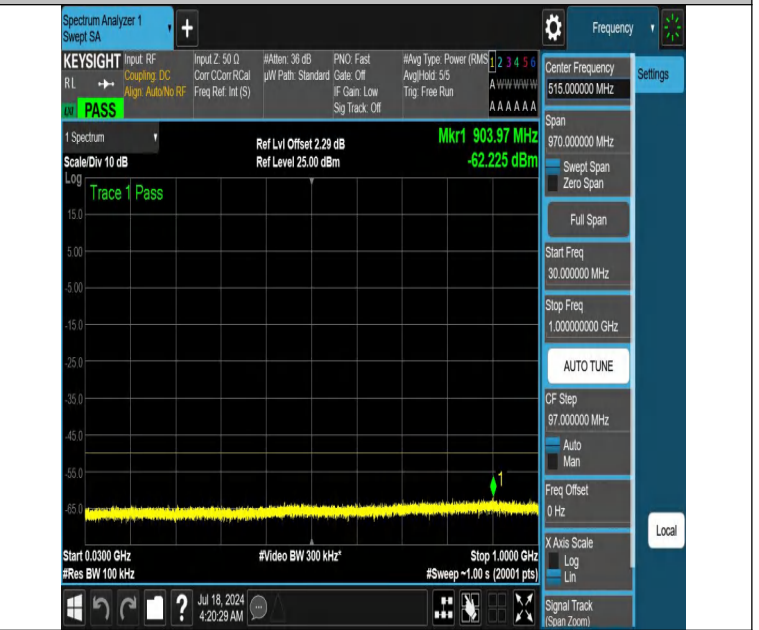 Spectrum Analyzer 1
Swept SA
+
Frequency
KEYSIGHT
RL
PASS
Input: RF
Coupling: DC
Align: Auto/No RF
Input Z: 50 Ω
Corr CCorr RCal
Freq Ref: Int (S)
#Atten: 36 dB
µW Path: Standard
PNO: Fast
Gate: Off
IF Gain: Low
Sig Track: Off
#Avg Type: Power (RMS
Avg|Hold: 5/5
Trig: Free Run
1 2 3 4 5 6
A W W W W W
A A A A A A
1 Spectrum
Scale/Div 10 dB
Ref Lvl Offset 2.29 dB
Ref Level 25.00 dBm
Mkr1 903.97 MHz
-62.225 dBm
Log
Trace 1 Pass
15.0
5.00
-5.00
-15.0
-25.0
-35.0
-45.0
-55.0
-65.0
1
Start 0.0300 GHz
#Res BW 100 kHz
#Video BW 300 kHz*
Stop 1.0000 GHz
#Sweep ~1.00 s (20001 pts)
?
Jul 18, 2024
4:20:29 AM
Center Frequency
515.000000 MHz
Settings
Span
970.000000 MHz
Swept Span
Zero Span
Full Span
Start Freq
30.000000 MHz
Stop Freq
1.000000000 GHz
AUTO TUNE
CF Step
97.000000 MHz
Auto
Man
Freq Offset
0 Hz
X Axis Scale
Log
Lin
Local
Signal Track
(Span Zoom)